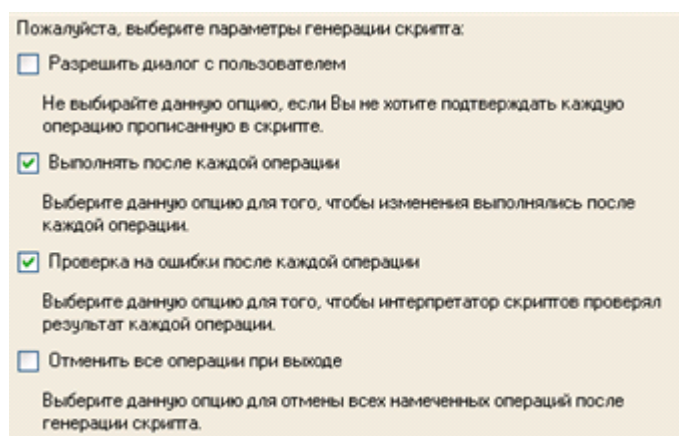 Пожалуйста, выберите параметры генерации скрипта:
Разрешить диалог с пользователем
Не выбирайте данную опцию, если Вы не хотите подтверждать каждую
операцию прописанную в скрипте.
Выполнять после каждой операции
Выберите данную опцию для того, чтобы изменения выполнялись после
каждой операции.
Проверка на ошибки после каждой операции
Выберите данную опцию для того, чтобы интерпретатор скриптов проверял
результат каждой операции.
Отменить все операции при выходе
Выберите данную опцию для отмены всех намеченных операций после
генерации скрипта.